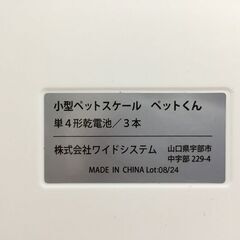 小型ペットスケール ペットくん
単4形乾電池/3本
株式会社ワイドシステム 山口県宇部市
中宇部 229-4
MADE IN CHINA Lot:08/24